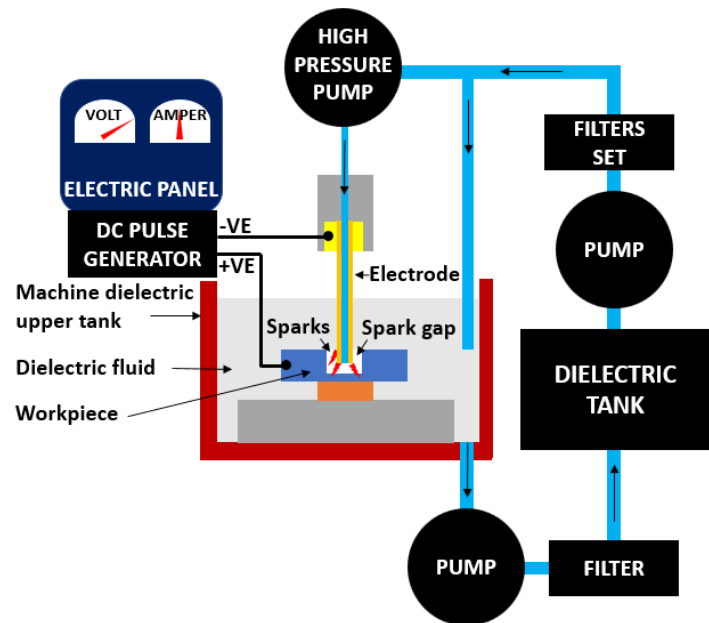 HIGH
PRESSURE
PUMP
VOLT
AMPER
ELECTRIC PANEL
DC PULSE
GENERATOR
-VE
+VE
FILTERS
SET
PUMP
Electrode
Machine dielectric
upper tank
Sparks
Spark gap
Dielectric fluid
Workpiece
DIELECTRIC
TANK
PUMP
FILTER